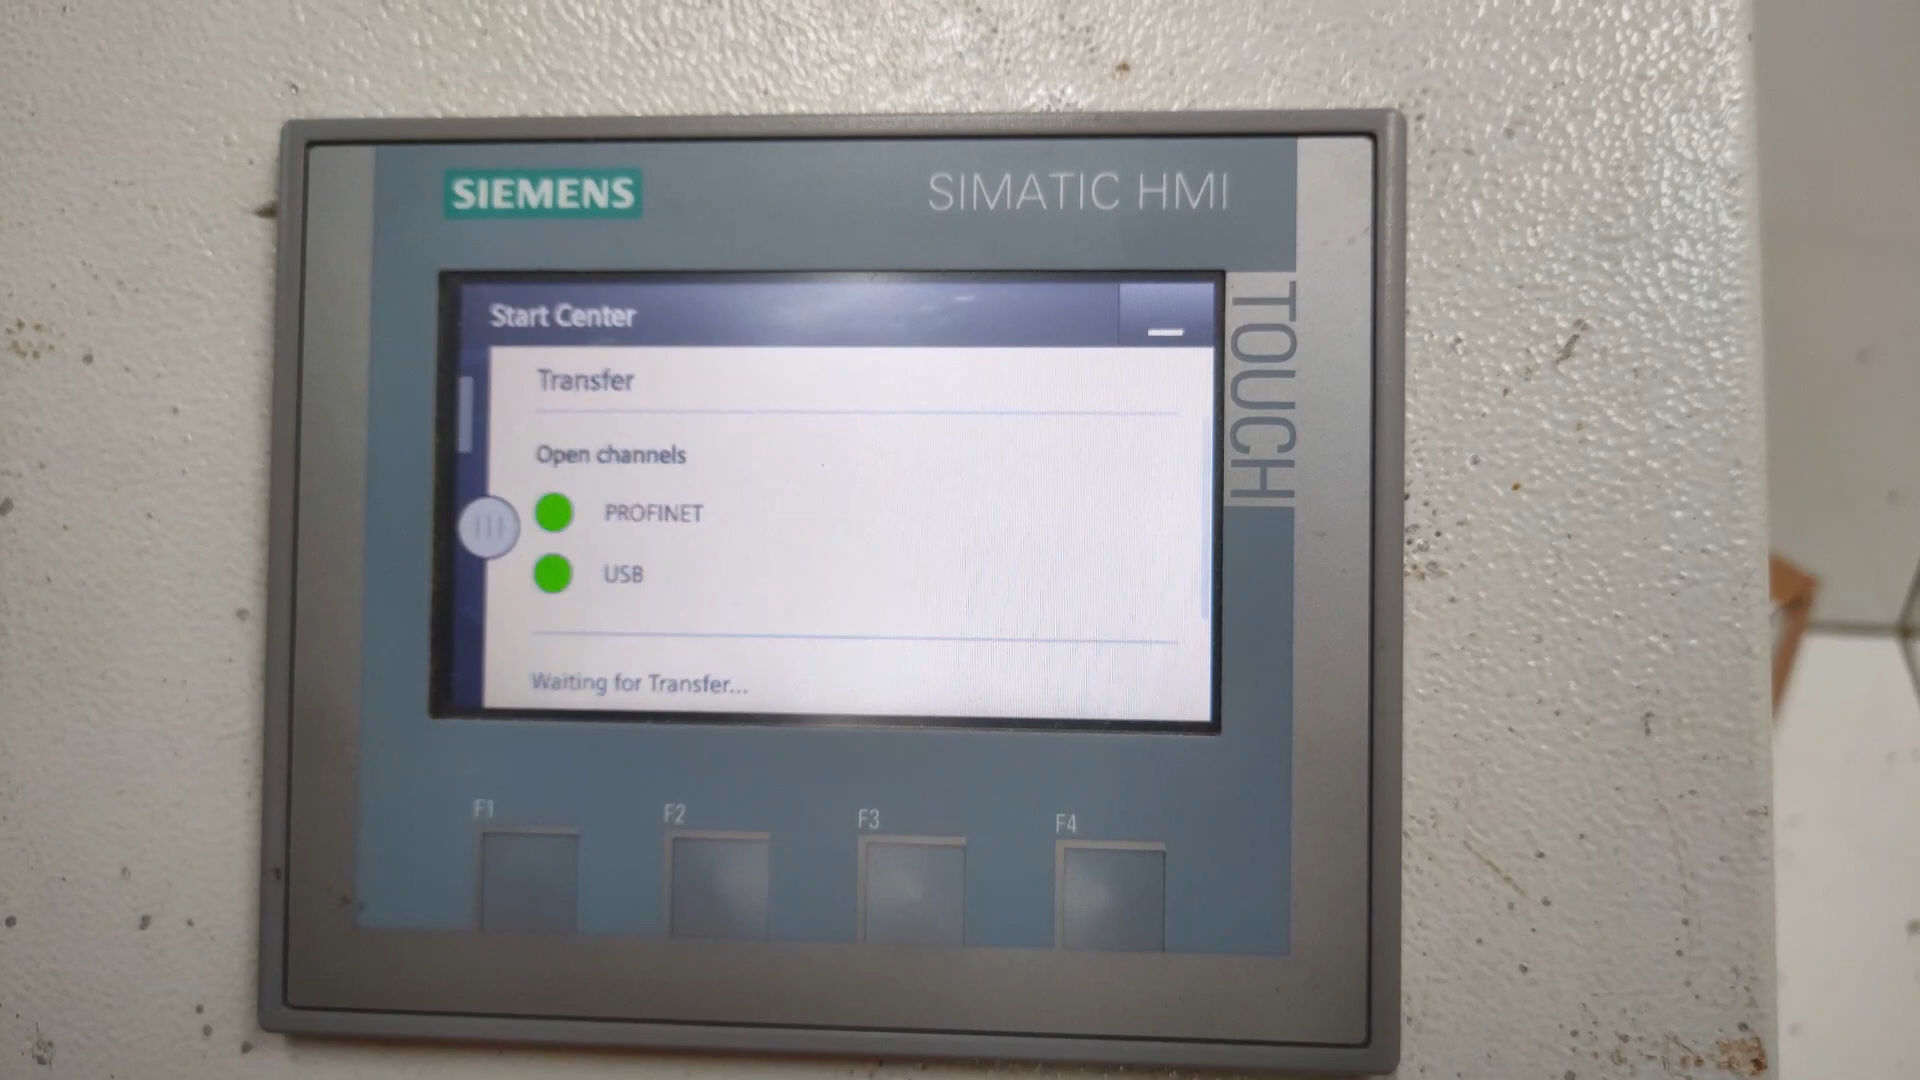 SIEMENS
SIMATIC HMI
TOUCH
Start Center
Transfer
Open channels
PROFINET
USB
Waiting for Transfer...
F1
F2
F3
F4